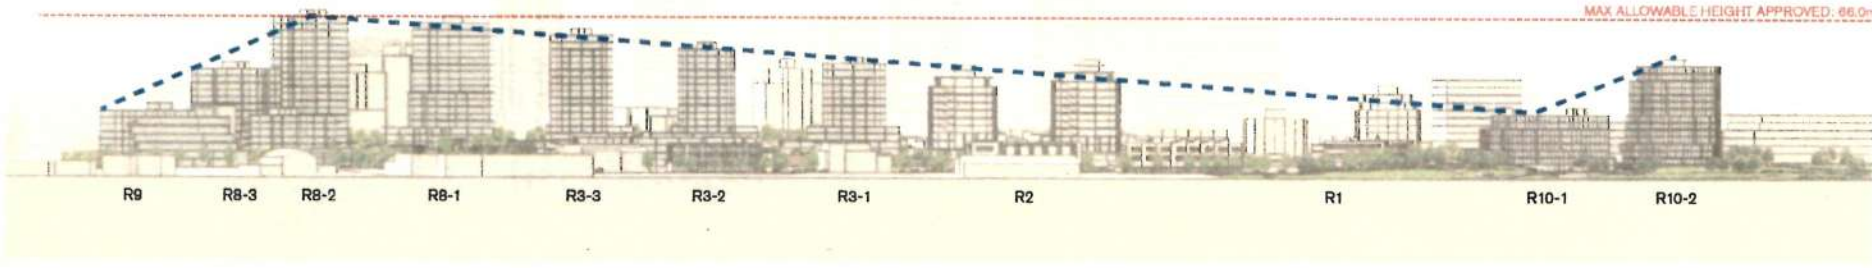 MAX ALLOWABLE HEIGHT APPROVED: 66.0m
R9 R8-3 R8-2 R8-1 R3-3 R3-2 R3-1 R2 R1 R10-1 R10-2